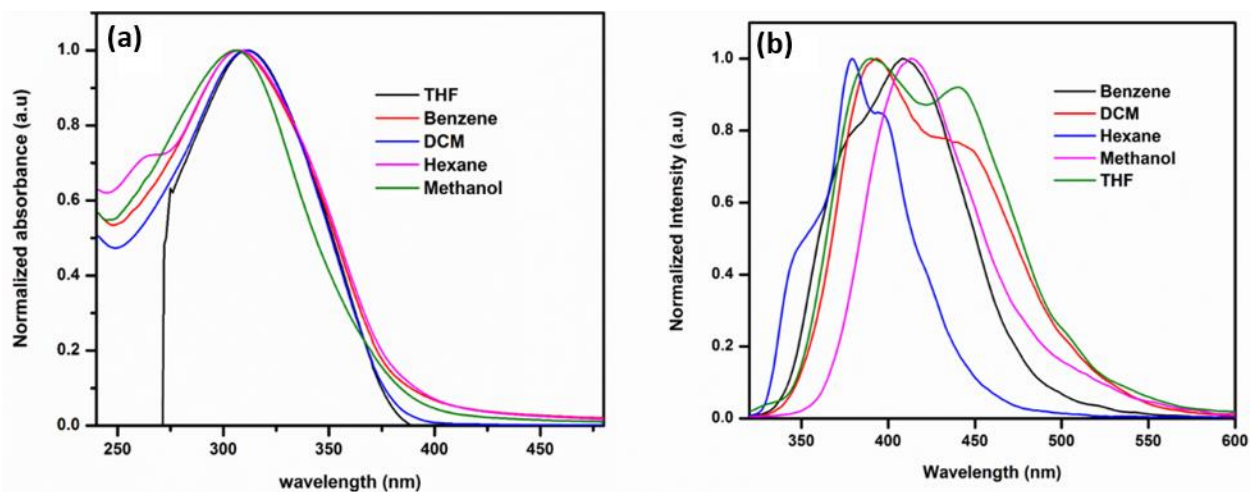 (a)
Normalized absorbance (a.u)
1.0
0.8
0.6
0.4
0.2
0.0
THF
Benzene
DCM
Hexane
Methanol
250 300 350 400 450
wavelength (nm)
(b)
Normalized Intensity (a.u)
1.0
0.8
0.6
0.4
0.2
0.0
Benzene
DCM
Hexane
Methanol
THF
350 400 450 500 550 600
Wavelength (nm)